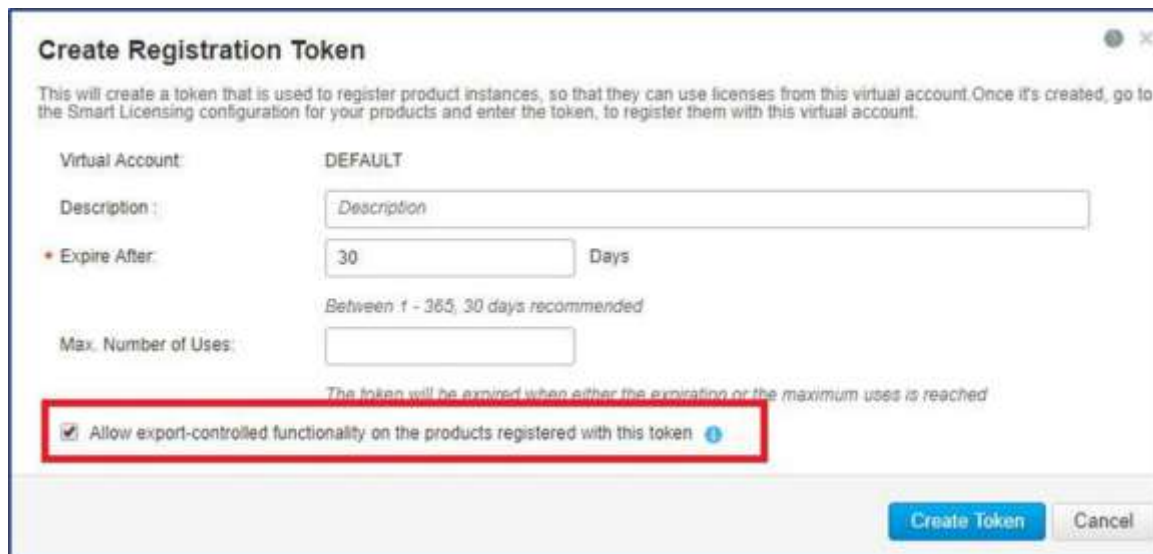 Create Registration Token
This will create a token that is used to register product instances, so that they can use licenses from this virtual account.Once it's created, go to
the Smart Licensing configuration for your products and enter the token, to register them with this virtual account.
Virtual Account: DEFAULT
Description : Description
* Expire After: 30 Days
Between 1 - 365, 30 days recommended
Max. Number of Uses:
The token will be expired when either the expiration or the maximum uses is reached
Allow export-controlled functionality on the products registered with this token
Create Token Cancel